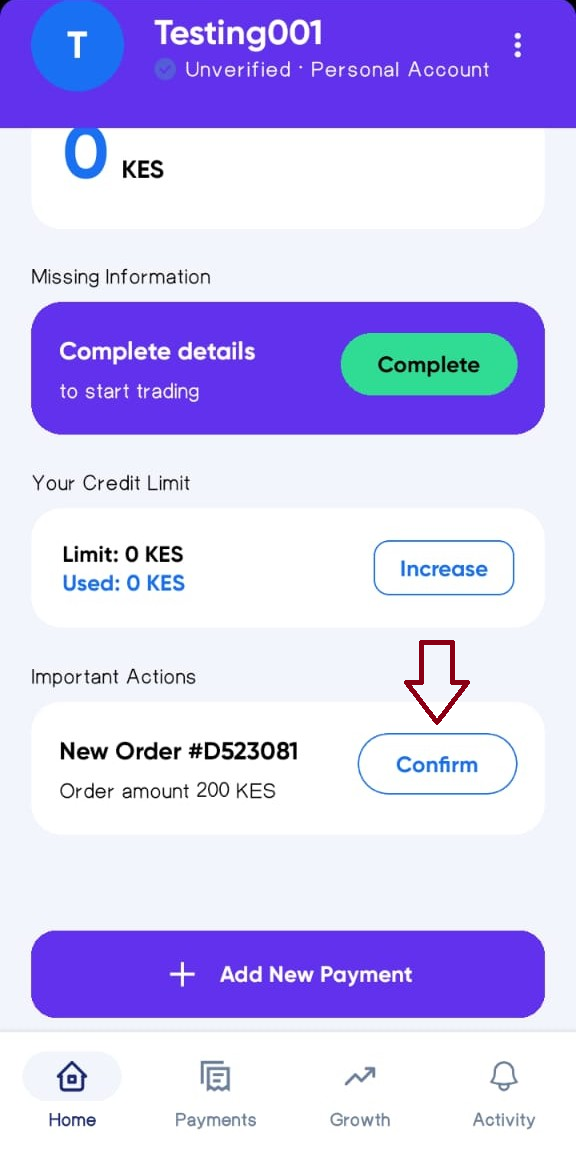 T
Testing001
Unverified · Personal Account
0 KES
Missing Information
Complete details
to start trading
Complete
Your Credit Limit
Limit: 0 KES
Used: 0 KES
Increase
Important Actions
New Order #D523081
Order amount 200 KES
Confirm
Add New Payment
Home
Payments
Growth
Activity